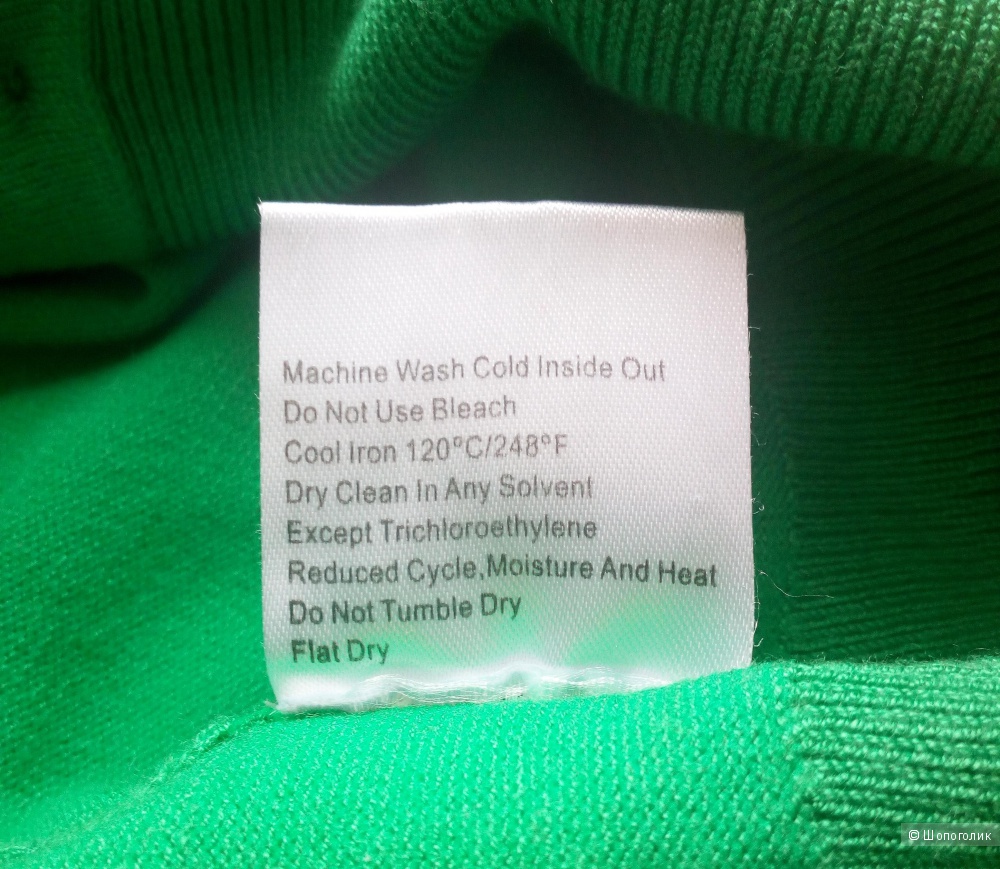 Machine Wash Cold Inside Out
Do Not Use Bleach
Cool Iron 120°C/248°F
Dry Clean In Any Solvent
Except Trichloroethylene
Reduced Cycle,Moisture And Heat
Do Not Tumble Dry
Flat Dry
© Шопоголик